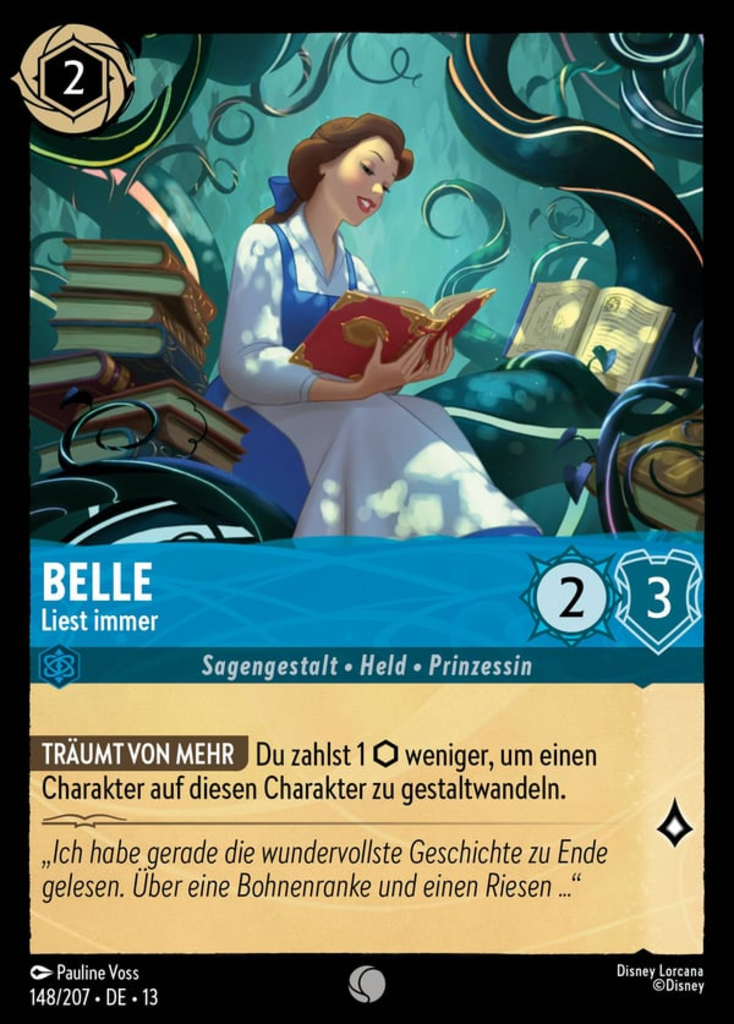 2
BELLE
Liest immer
2
3
Sagengestalt • Held • Prinzessin
TRÄUMT VON MEHR Du zahlst 1 ⬡ weniger, um einen
Charakter auf diesen Charakter zu gestaltwandeln.
„Ich habe gerade die wundervollste Geschichte zu Ende
gelesen. Über eine Bohnenranke und einen Riesen ...“
Pauline Voss
148/207 • DE • 13
Disney Lorcana
©Disney